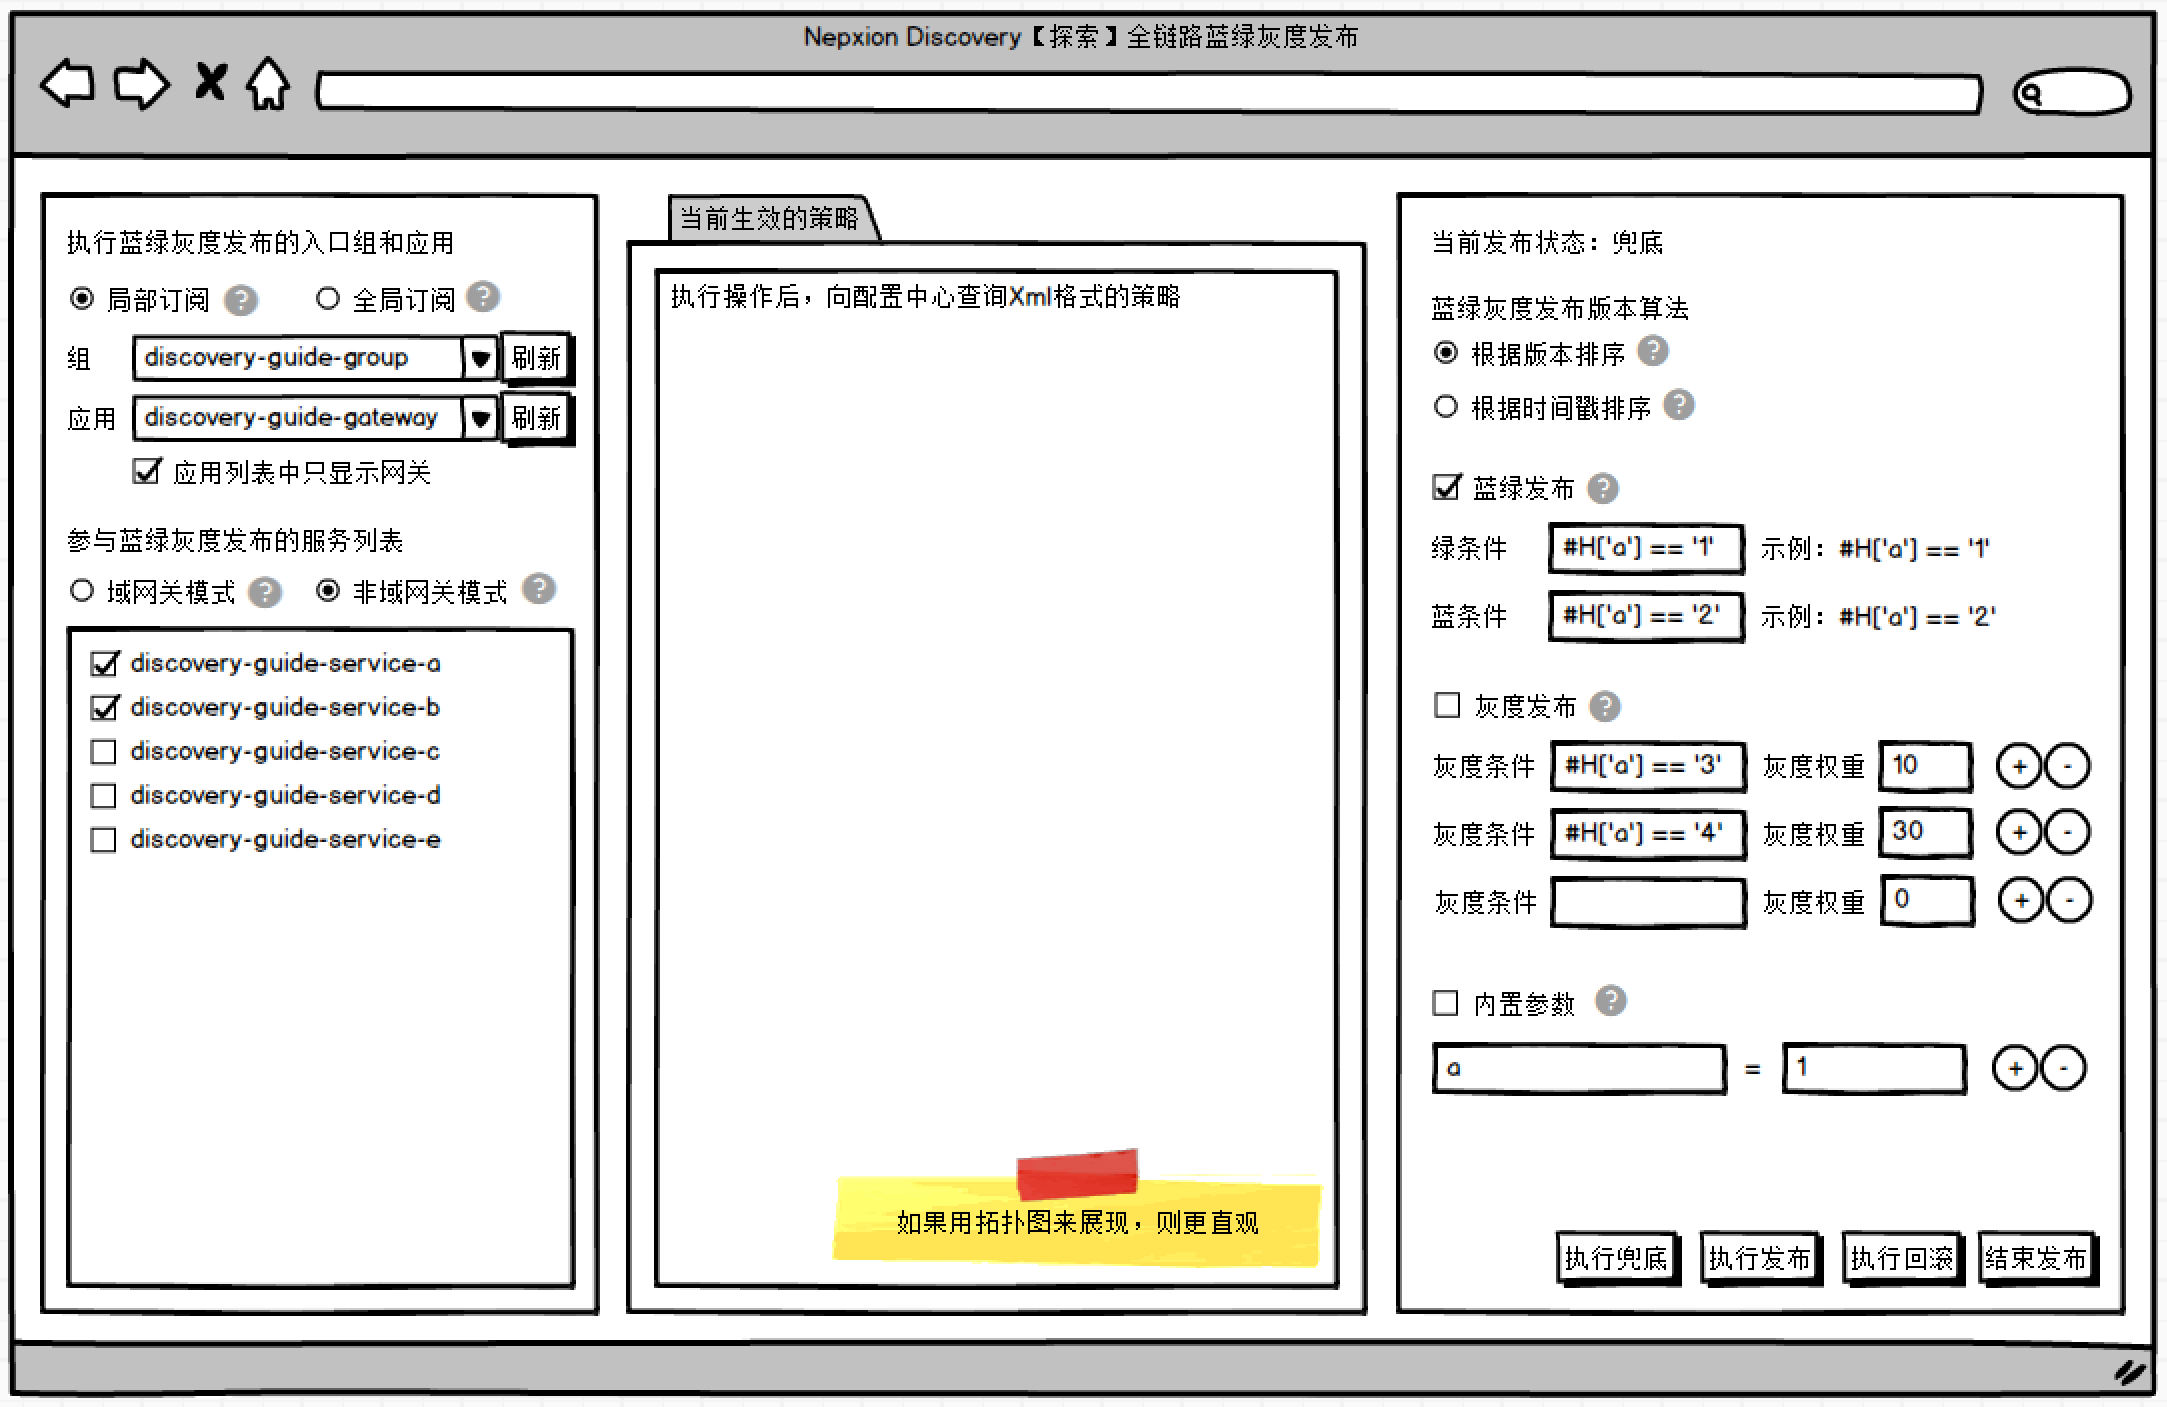 Nepxion Discovery【探索】全链路蓝绿灰度发布
执行蓝绿灰度发布的入口组和应用
局部订阅 ? 全局订阅 ?
组 discovery-guide-group 刷新
应用 discovery-guide-gateway 刷新
应用列表中只显示网关
参与蓝绿灰度发布的服务列表
域网关模式 ? 非域网关模式 ?
discovery-guide-service-a
discovery-guide-service-b
discovery-guide-service-c
discovery-guide-service-d
discovery-guide-service-e
当前生效的策略
执行操作后，向配置中心查询Xml格式的策略
如果用拓扑图来展现，则更直观
当前发布状态：兜底
蓝绿灰度发布版本算法
根据版本排序 ?
根据时间戳排序 ?
蓝绿发布 ?
绿条件 #H['a'] == '1' 示例：#H['a'] == '1'
蓝条件 #H['a'] == '2' 示例：#H['a'] == '2'
灰度发布 ?
灰度条件 #H['a'] == '3' 灰度权重 10 + -
灰度条件 #H['a'] == '4' 灰度权重 30 + -
灰度条件 灰度权重 0 + -
内置参数 ?
a = 1 + -
执行兜底 执行发布 执行回滚 结束发布